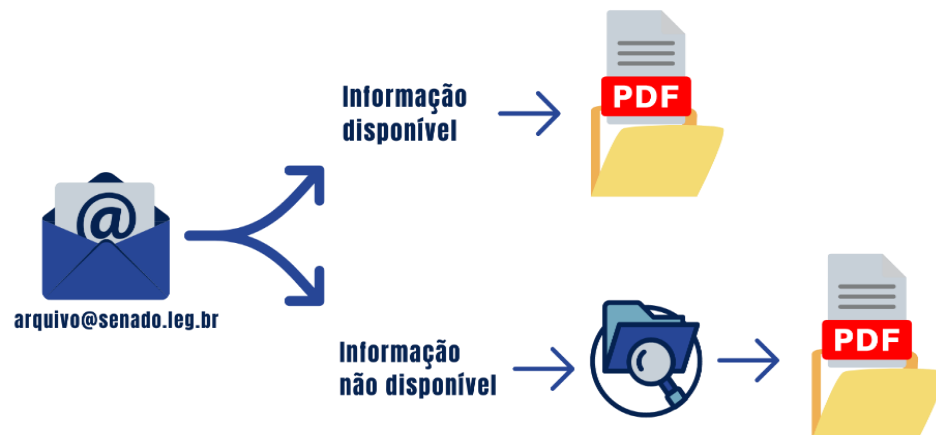 Informação
disponível
PDF
@
arquivo@senado.leg.br
Informação
não disponível
PDF